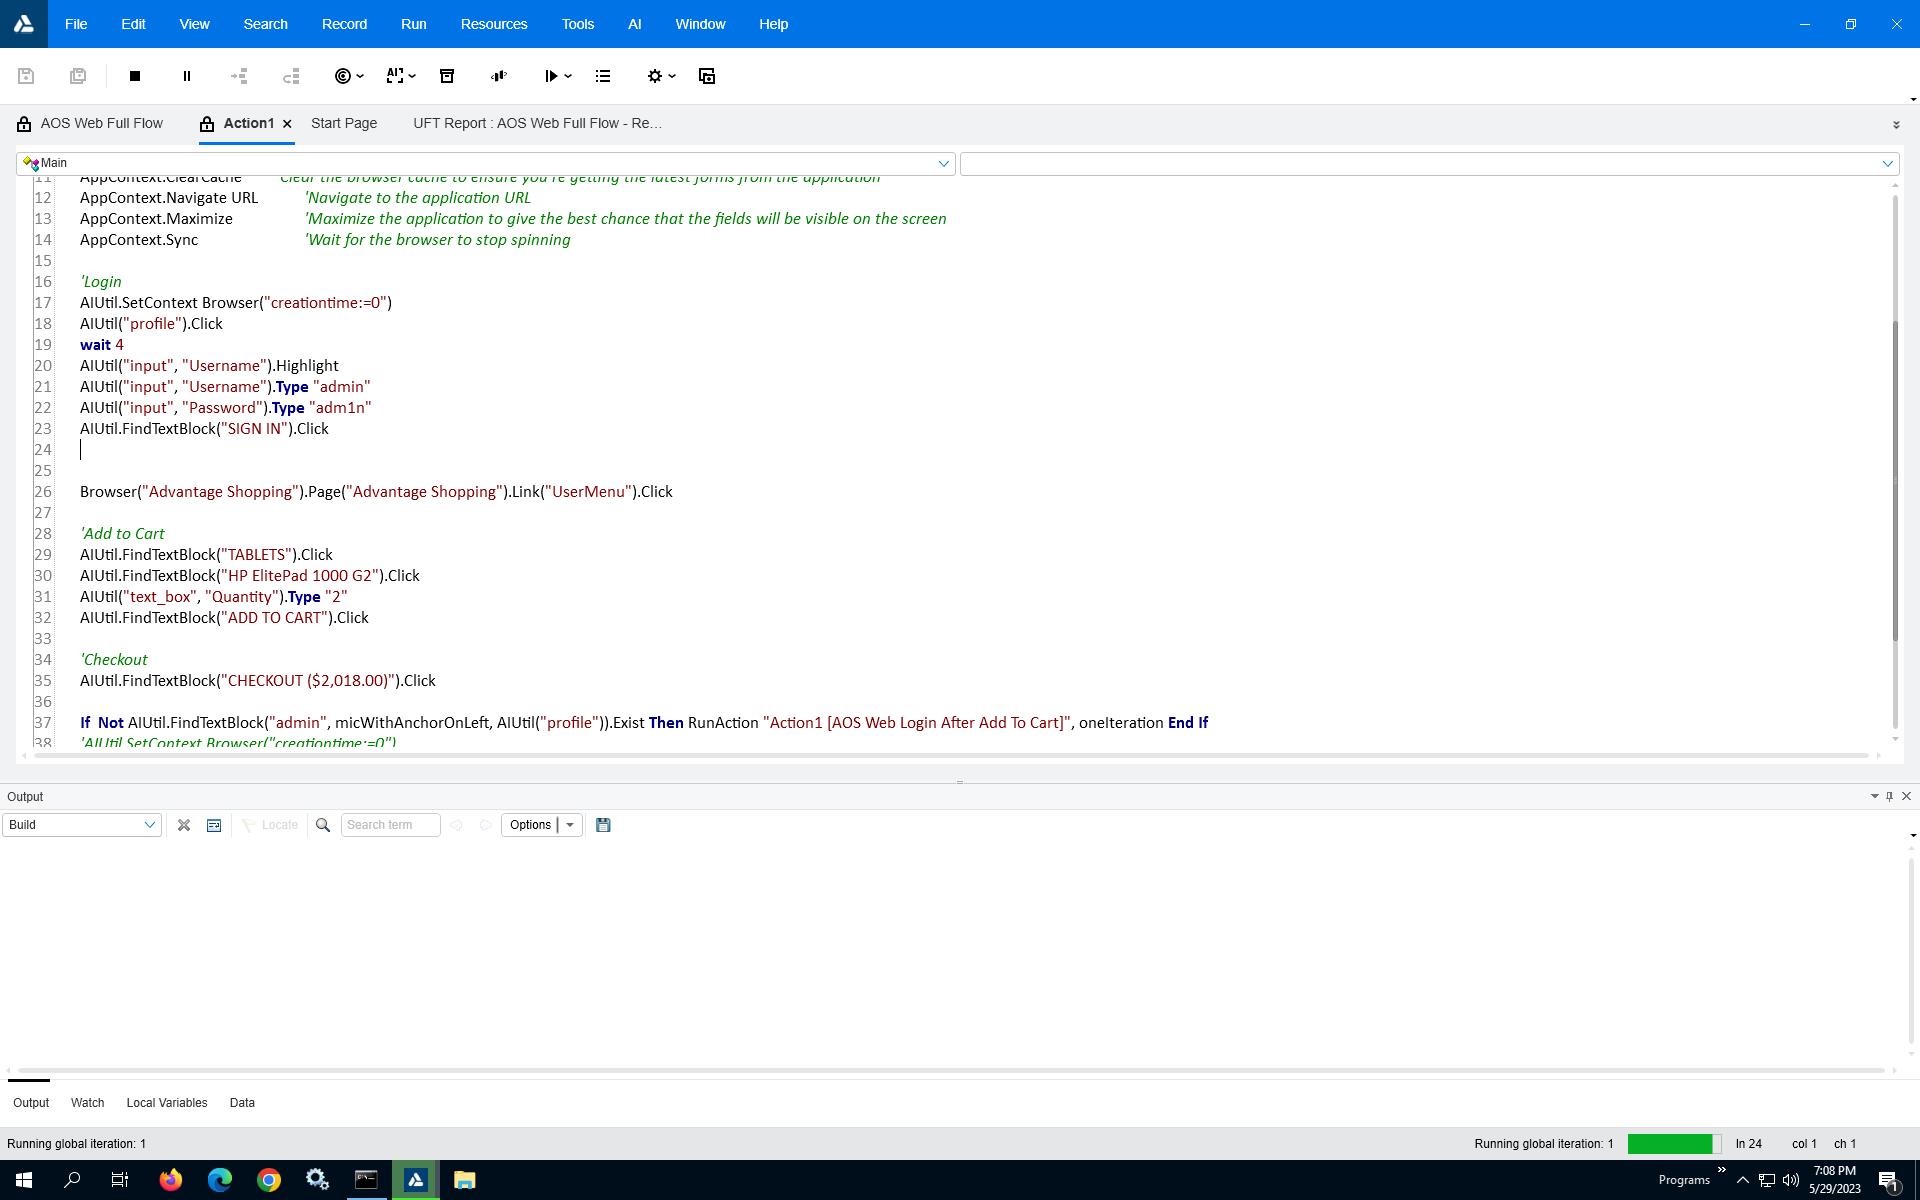 File Edit View Search Record Run Resources Tools AI Window Help
AOS Web Full Flow Action1 Start Page UFT Report : AOS Web Full Flow - Re...
Main
11 AppContext.ClearCache 'Clear the browser cache to ensure you're getting the latest forms from the application
12 AppContext.Navigate URL 'Navigate to the application URL
13 AppContext.Maximize 'Maximize the application to give the best chance that the fields will be visible on the screen
14 AppContext.Sync 'Wait for the browser to stop spinning
15
16 'Login
17 AIUtil.SetContext Browser("creationtime:=0")
18 AIUtil("profile").Click
19 wait 4
20 AIUtil("input", "Username").Highlight
21 AIUtil("input", "Username").Type "admin"
22 AIUtil("input", "Password").Type "adm1n"
23 AIUtil.FindTextBlock("SIGN IN").Click
24
25
26 Browser("Advantage Shopping").Page("Advantage Shopping").Link("UserMenu").Click
27
28 'Add to Cart
29 AIUtil.FindTextBlock("TABLETS").Click
30 AIUtil.FindTextBlock("HP ElitePad 1000 G2").Click
31 AIUtil("text_box", "Quantity").Type "2"
32 AIUtil.FindTextBlock("ADD TO CART").Click
33
34 'Checkout
35 AIUtil.FindTextBlock("CHECKOUT ($2,018.00)").Click
36
37 If Not AIUtil.FindTextBlock("admin", micWithAnchorOnLeft, AIUtil("profile")).Exist Then RunAction "Action1 [AOS Web Login After Add To Cart]", oneIteration End If
38 'AIUtil.SetContext Browser("creationtime:=0")
Output
Build Locate Search term Options
Output Watch Local Variables Data
Running global iteration: 1 Running global iteration: 1 ln 24 col 1 ch 1
Programs 7:08 PM
5/29/2023 1